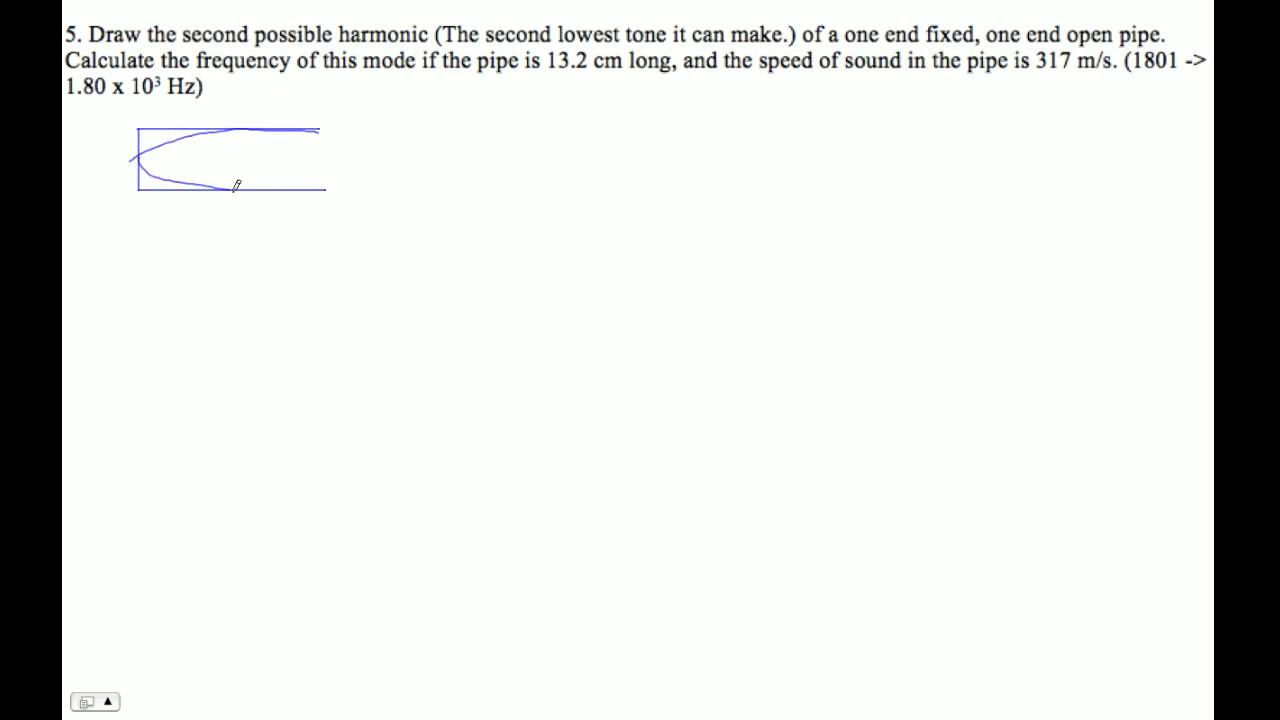 5. Draw the second possible harmonic (The second lowest tone it can make.) of a one end fixed, one end open pipe.
Calculate the frequency of this mode if the pipe is 13.2 cm long, and the speed of sound in the pipe is 317 m/s. (1801 ->
1.80 x 10³ Hz)